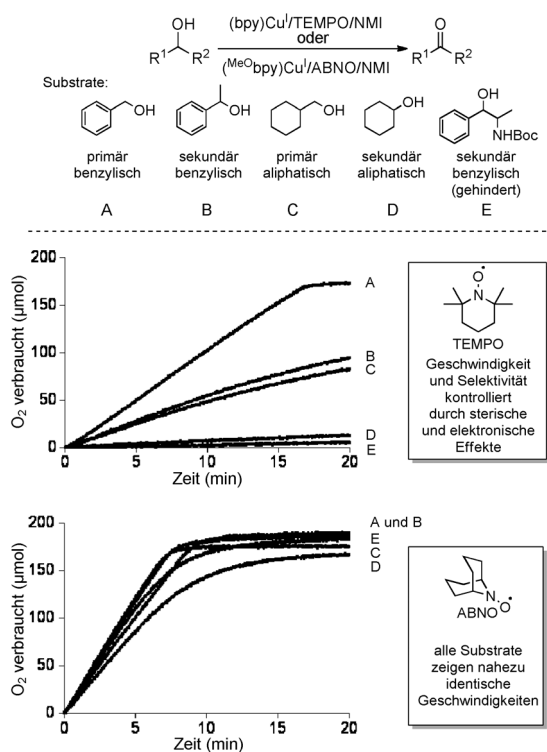 OH
R¹ R²
(bpy)Cuᴵ/TEMPO/NMI
oder
(ᴹᵉᴼbpy)Cuᴵ/ABNO/NMI
O
R¹ R²
Substrate:
OH
OH
OH
OH
OH
Me
NHBoc
primär
benzylisch
sekundär
benzylisch
primär
aliphatisch
sekundär
aliphatisch
sekundär
benzylisch
(gehindert)
A B C D E
O₂ verbraucht (µmol)
200
150
100
50
0
0 5 10 15 20
Zeit (min)
A
B
C
D
E
O•
N
TEMPO
Geschwindigkeit
und Selektivität
kontrolliert
durch sterische
und elektronische
Effekte
O₂ verbraucht (µmol)
200
150
100
50
0
0 5 10 15 20
Zeit (min)
A und B
E
C
D
N
O•
ABNO
alle Substrate
zeigen nahezu
identische
Geschwindigkeiten